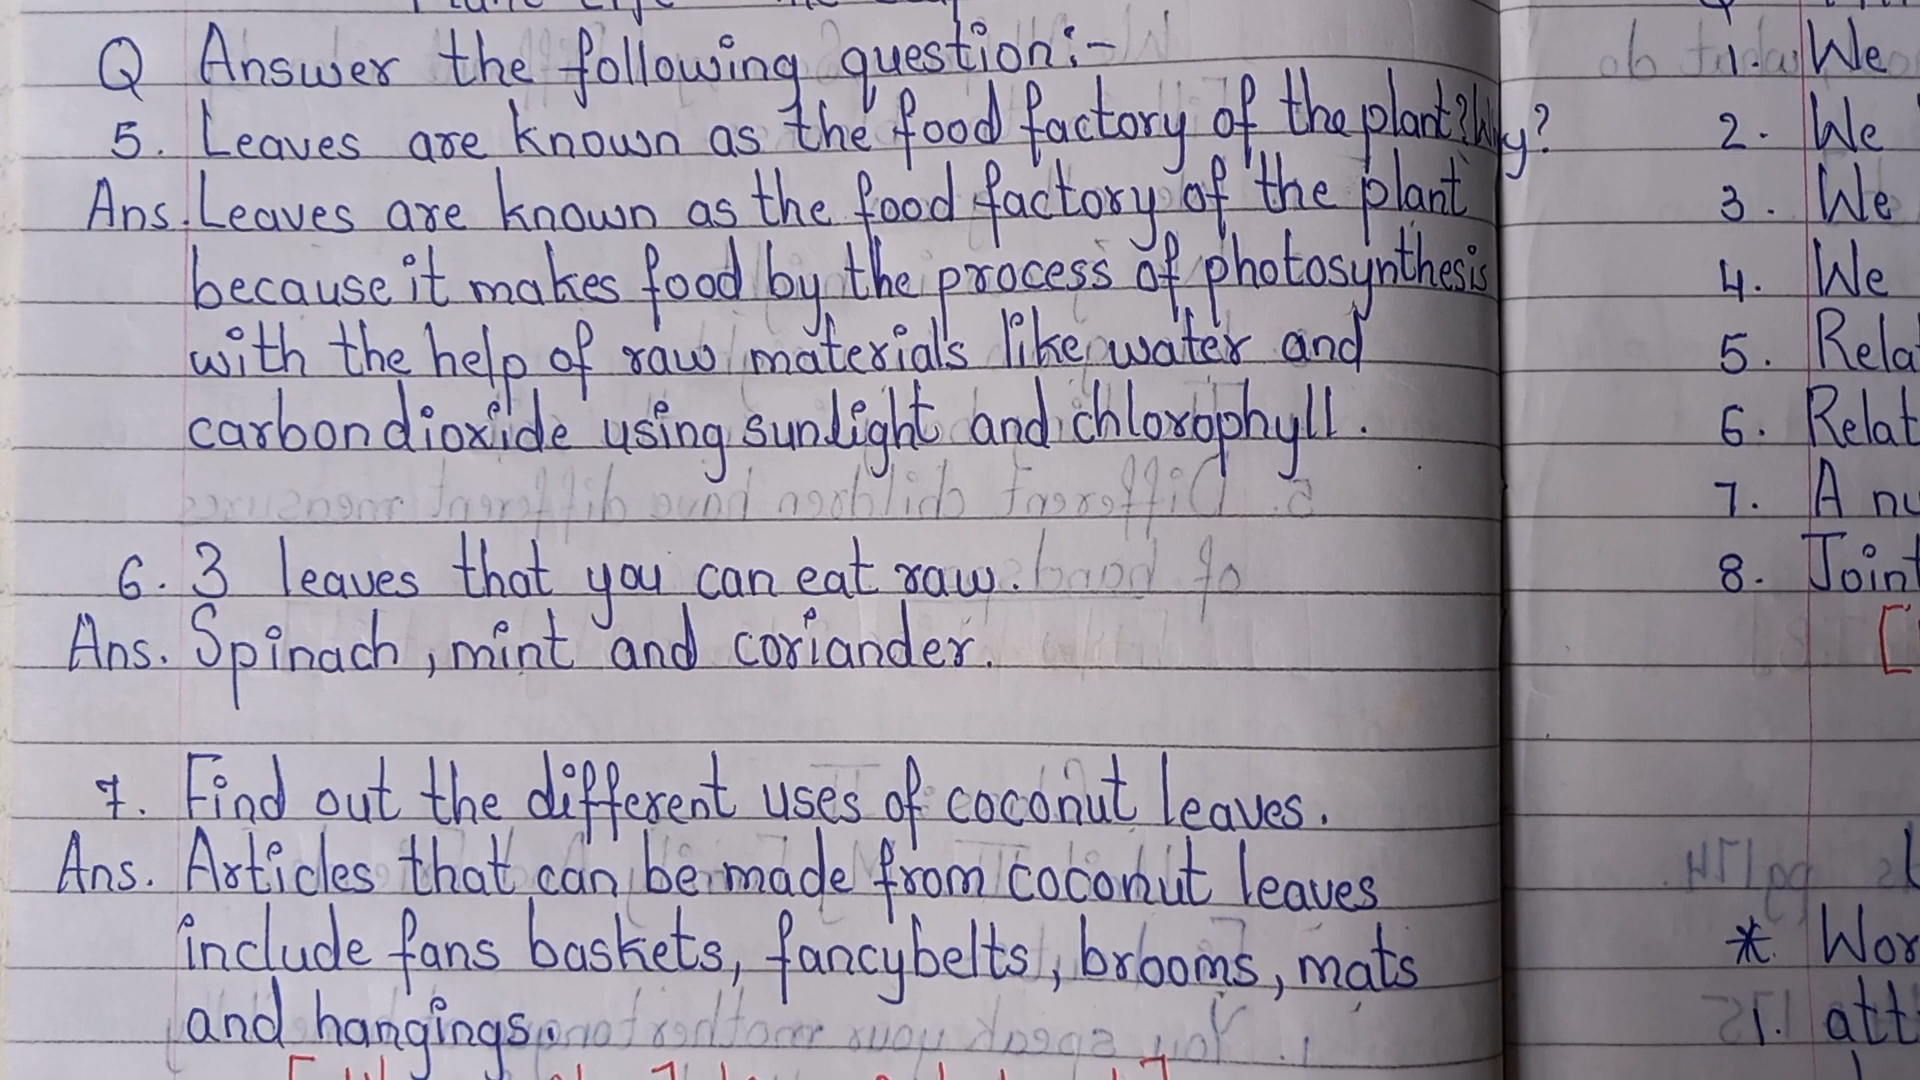 Q Answer the following question:-
5. Leaves are known as the food factory of the plant? Why?
Ans. Leaves are known as the food factory of the plant
because it makes food by the process of photosynthesis
with the help of raw materials like water and
carbondioxide using sunlight and chlorophyll.
6. 3 leaves that you can eat raw.
Ans. Spinach, mint and coriander.
7. Find out the different uses of coconut leaves.
Ans. Articles that can be made from coconut leaves
include fans baskets, fancybelts, brooms, mats
and hangings.
1. We
2. We
3. We
4. We
5. Rela
6. Relat
7. A nu
8. Joint
* Wor
1. att